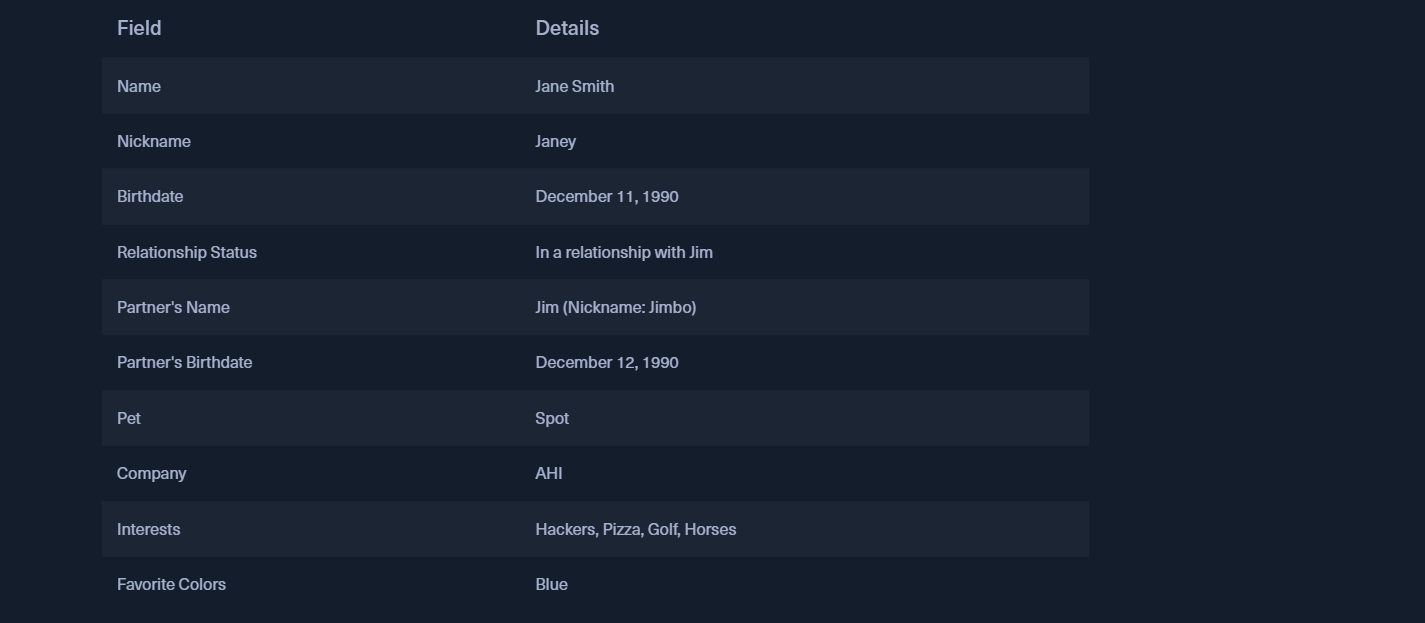 Field Details
Name Jane Smith
Nickname Janey
Birthdate December 11, 1990
Relationship Status In a relationship with Jim
Partner's Name Jim (Nickname: Jimbo)
Partner's Birthdate December 12, 1990
Pet Spot
Company AHI
Interests Hackers, Pizza, Golf, Horses
Favorite Colors Blue